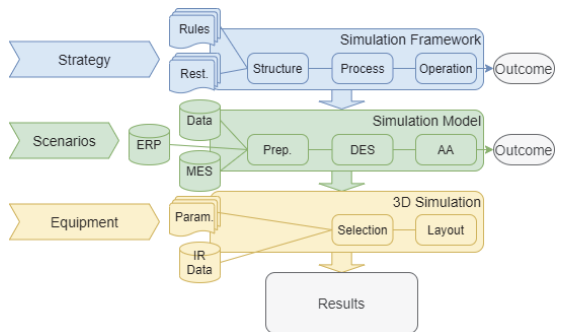 Rules
Simulation Framework
Strategy
Rest.
Structure
Process
Operation
Outcome
Data
Simulation Model
Scenarios
ERP
Prep.
DES
AA
Outcome
MES
3D Simulation
Equipment
Param.
Selection
Layout
IR
Data
Results